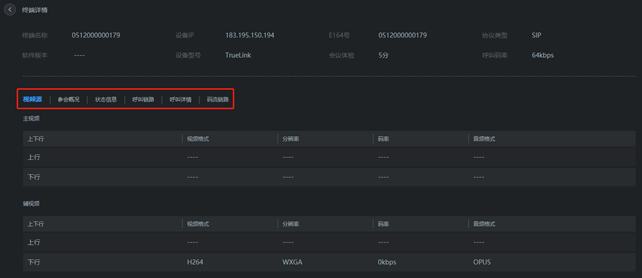 终端详情
终端名称 0512000000179 设备IP 183.195.150.194 E164号 0512000000179 协议类型 SIP
软件版本 ---- 设备型号 TrueLink 会议体验 5分 呼叫码率 64kbps
视频源 参会概况 状态信息 呼叫链路 呼叫详情 码流链路
主视频
上下行 视频格式 分辨率 码率 音频格式
上行 ---- ---- ---- ----
下行 ---- ---- ---- ----
辅视频
上下行 视频格式 分辨率 码率 音频格式
上行 ---- ---- ---- ----
下行 H264 WXGA 0kbps OPUS